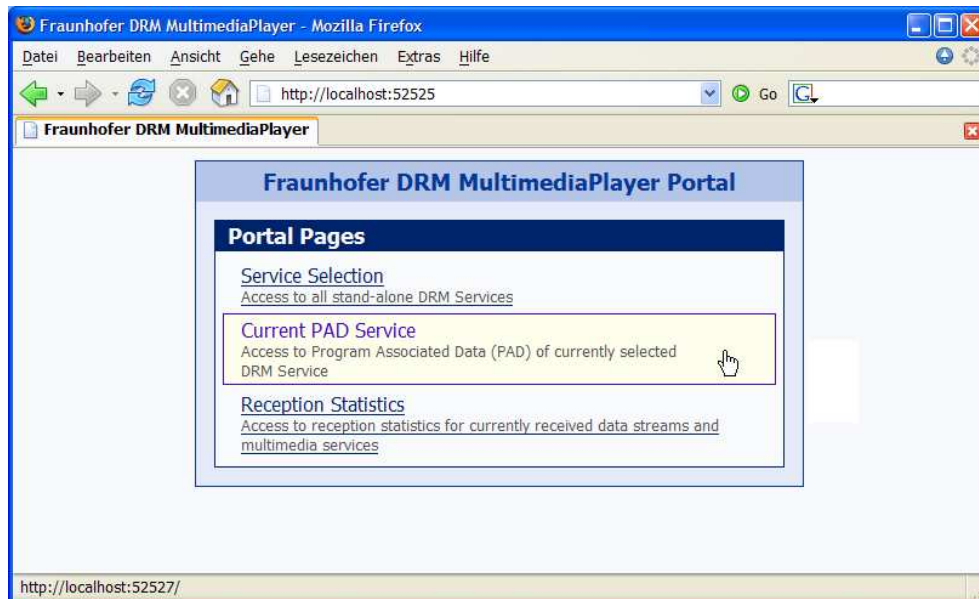 Fraunhofer DRM MultimediaPlayer - Mozilla Firefox
Datei Bearbeiten Ansicht Gehe Lesezeichen Extras Hilfe
http://localhost:52525 Go G
Fraunhofer DRM MultimediaPlayer
Fraunhofer DRM MultimediaPlayer Portal
Portal Pages
Service Selection
Access to all stand-alone DRM Services
Current PAD Service
Access to Program Associated Data (PAD) of currently selected
DRM Service
Reception Statistics
Access to reception statistics for currently received data streams and
multimedia services
http://localhost:52527/